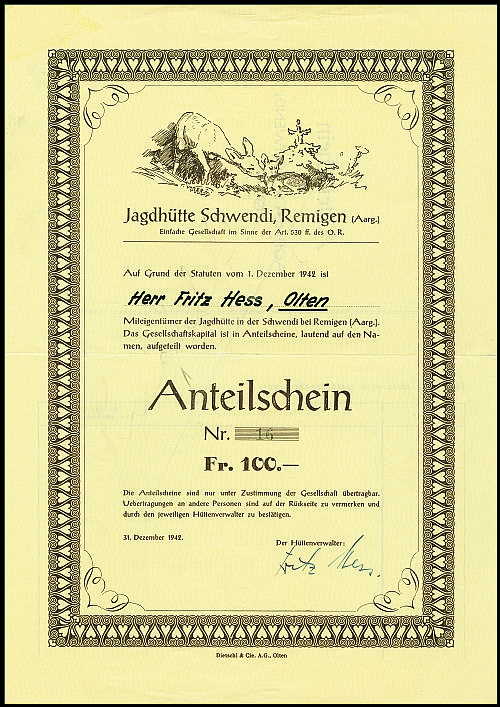 Jagdhütte Schwendi, Remigen (Aarg.)
Einfache Gesellschaft im Sinne der Art. 530 ff. des O. R.
Auf Grund der Statuten vom 1. Dezember 1942 ist
Herr Fritz Hess, Olten
Miteigentümer der Jagdhütte in der Schwendi bei Remigen (Aarg.).
Das Gesellschaftskapital ist in Anteilscheine, lautend auf den Na-
men, aufgeteilt worden.
Anteilschein
Nr. 16
Fr. 100.—
Die Anteilscheine sind nur unter Zustimmung der Gesellschaft übertragbar.
Uebertragungen an andere Personen sind auf der Rückseite zu vermerken und
durch den jeweiligen Hüttenverwalter zu bestätigen.
31. Dezember 1942.
Der Hüttenverwalter:
Fritz Hess.
Dietschi & Cie. A.G., Olten